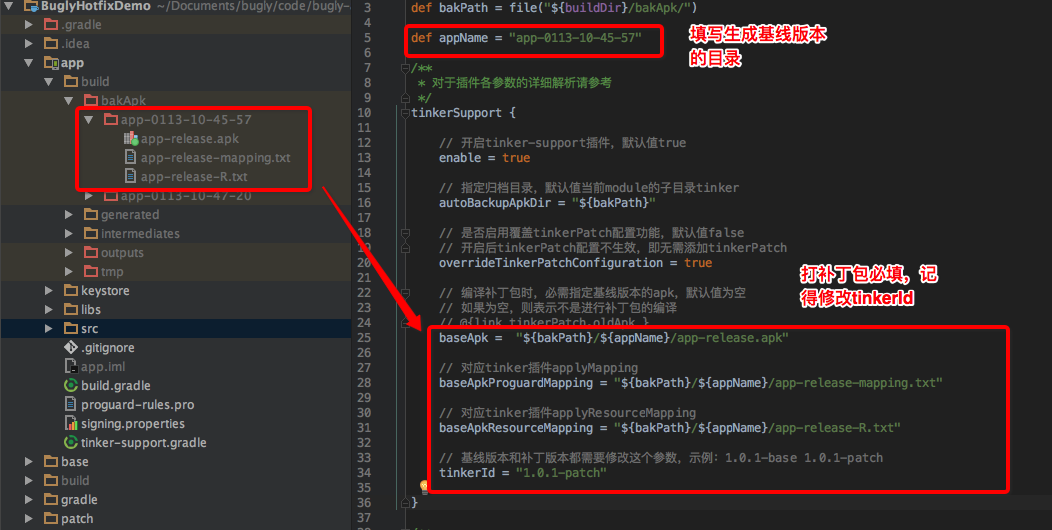 BuglyHotfixDemo ~/Documents/bugly/code/bugly-
.gradle
.idea
app
build
bakApk
app-0113-10-45-57
app-release.apk
app-release-mapping.txt
app-release-R.txt
app-0113-10-47-20
generated
intermediates
outputs
tmp
keystore
libs
src
.gitignore
app.iml
build.gradle
proguard-rules.pro
signing.properties
tinker-support.gradle
base
build
gradle
patch
3 def bakPath = file("${buildDir}/bakApk/")
4
5 def appName = "app-0113-10-45-57"
6
7 /**
8 * 对于插件各参数的详细解析请参考
9 */
10 tinkerSupport {
11
12 // 开启tinker-support插件，默认值true
13 enable = true
14
15 // 指定归档目录，默认值当前module的子目录tinker
16 autoBackupApkDir = "${bakPath}"
17
18 // 是否启用覆盖tinkerPatch配置功能，默认值false
19 // 开启后tinkerPatch配置不生效，即无需添加tinkerPatch
20 overrideTinkerPatchConfiguration = true
21
22 // 编译补丁包时，必需指定基线版本的apk，默认值为空
23 // 如果为空，则表示不是进行补丁包的编译
24 // @{link tinkerPatch.oldApk }
25 baseApk = "${bakPath}/${appName}/app-release.apk"
26
27 // 对应tinker插件applyMapping
28 baseApkProguardMapping = "${bakPath}/${appName}/app-release-mapping.txt"
29
30 // 对应tinker插件applyResourceMapping
31 baseApkResourceMapping = "${bakPath}/${appName}/app-release-R.txt"
32
33 // 基线版本和补丁版本都需要修改这个参数，示例：1.0.1-base 1.0.1-patch
34 tinkerId = "1.0.1-patch"
35
36 }
37
填写生成基线版本
的目录
打补丁包必填，记
得修改tinkerId